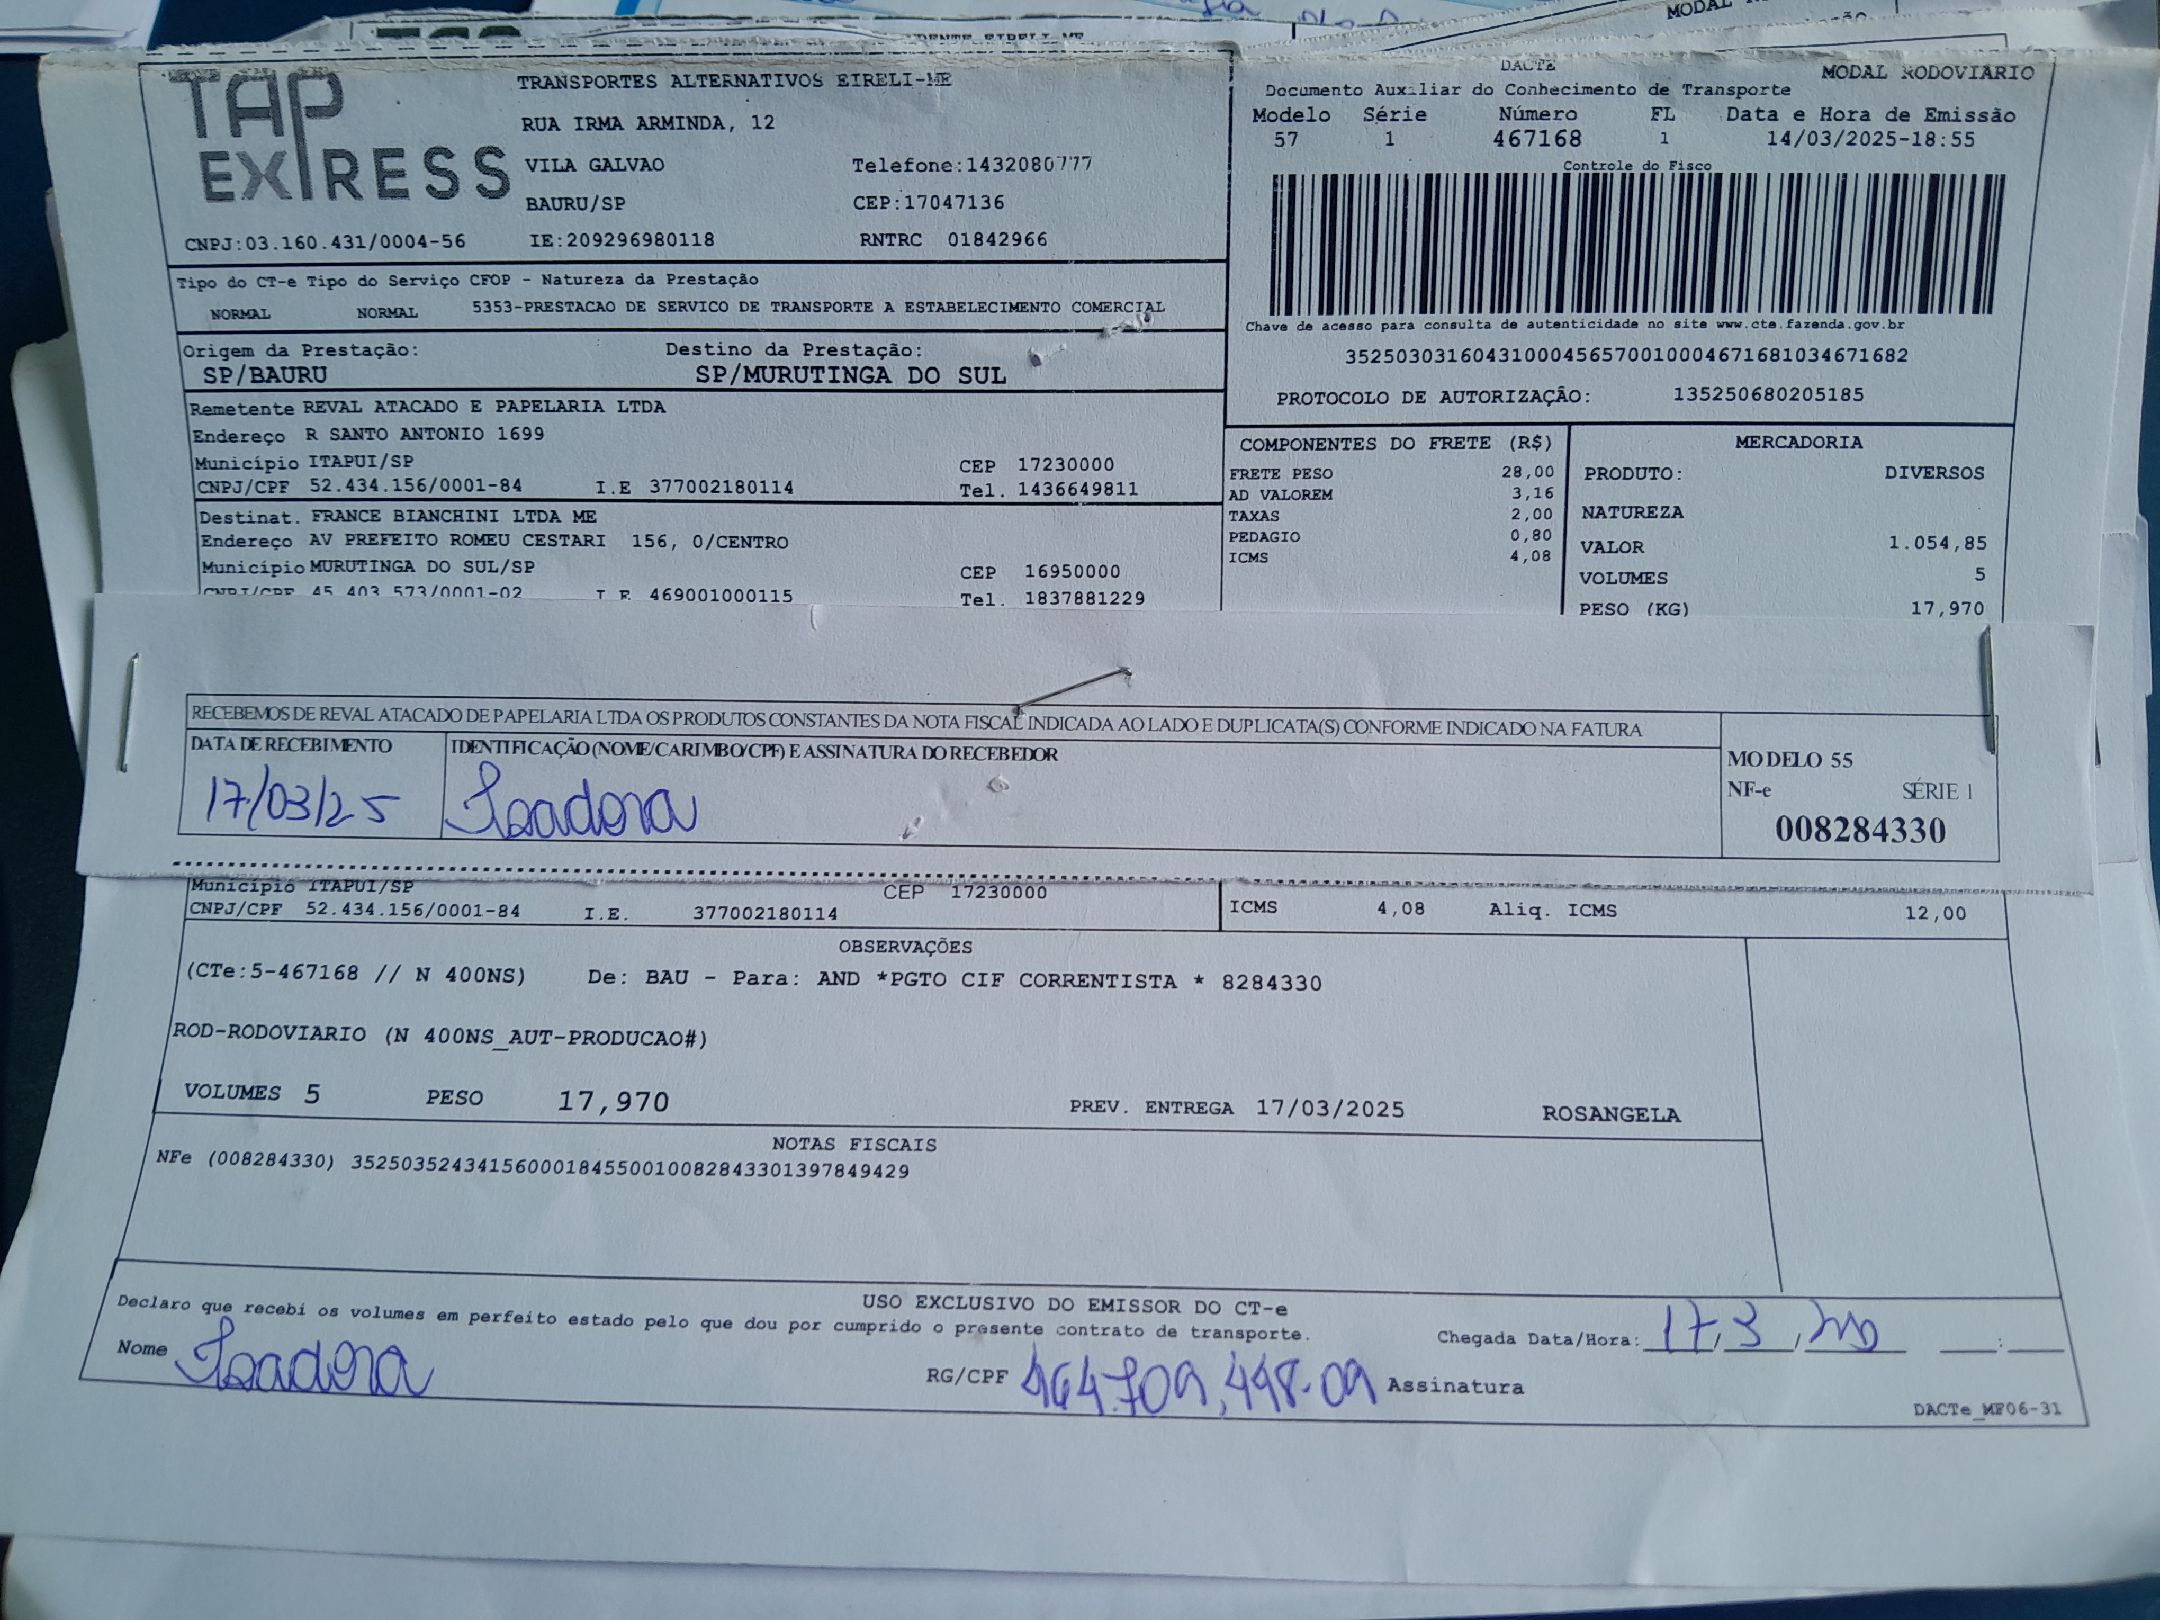 TAP EXPRESS
TRANSPORTES ALTERNATIVOS EIRELI-ME
RUA IRMA ARMINDA, 12
VILA GALVAO Telefone:1432080777
BAURU/SP CEP:17047136
CNPJ:03.160.431/0004-56 IE:209296980118 RNTRC 01842966
DACTE MODAL RODOVIÁRIO
Documento Auxiliar do Conhecimento de Transporte
Modelo Série Número FL Data e Hora de Emissão
57 1 467168 1 14/03/2025-18:55
Controle do Fisco
Chave de acesso para consulta de autenticidade no site www.cte.fazenda.gov.br
35250303160431000456570010004671681034671682
PROTOCOLO DE AUTORIZAÇÃO: 135250680205185
Tipo do CT-e Tipo do Serviço CFOP - Natureza da Prestação
NORMAL NORMAL 5353-PRESTACAO DE SERVICO DE TRANSPORTE A ESTABELECIMENTO COMERCIAL
Origem da Prestação: Destino da Prestação:
SP/BAURU SP/MURUTINGA DO SUL
Remetente REVAL ATACADO E PAPELARIA LTDA
Endereço R SANTO ANTONIO 1699
Município ITAPUI/SP CEP 17230000
CNPJ/CPF 52.434.156/0001-84 I.E 377002180114 Tel. 1436649811
Destinat. FRANCE BIANCHINI LTDA ME
Endereço AV PREFEITO ROMEU CESTARI 156, 0/CENTRO
Município MURUTINGA DO SUL/SP CEP 16950000
CNPJ/CPF 45.403.573/0001-02 I.E 469001000115 Tel. 1837881229
COMPONENTES DO FRETE (R$)
FRETE PESO 28,00
AD VALOREM 3,16
TAXAS 2,00
PEDAGIO 0,80
ICMS 4,08
MERCADORIA
PRODUTO: DIVERSOS
NATUREZA
VALOR 1.054,85
VOLUMES 5
PESO (KG) 17,970
RECEBEMOS DE REVAL ATACADO DE PAPELARIA LTDA OS PRODUTOS CONSTANTES DA NOTA FISCAL INDICADA AO LADO E DUPLICATA(S) CONFORME INDICADO NA FATURA
DATA DE RECEBIMENTO IDENTIFICAÇÃO (NOME/CARIMBO/CPF) E ASSINATURA DO RECEBEDOR
17/03/25 Isadora
MODELO 55
NF-e SÉRIE 1
008284330
Município ITAPUI/SP CEP 17230000
CNPJ/CPF 52.434.156/0001-84 I.E. 377002180114
ICMS 4,08 Aliq. ICMS 12,00
OBSERVAÇÕES
(CTe:5-467168 // N 400NS) De: BAU - Para: AND *PGTO CIF CORRENTISTA * 8284330
ROD-RODOVIARIO (N 400NS_AUT-PRODUCAO#)
VOLUMES 5 PESO 17,970 PREV. ENTREGA 17/03/2025 ROSANGELA
NOTAS FISCAIS
NFe (008284330) 35250352434156000184550010082843301397849429
USO EXCLUSIVO DO EMISSOR DO CT-e
Declaro que recebi os volumes em perfeito estado pelo que dou por cumprido o presente contrato de transporte.
Chegada Data/Hora: 17, 3,
Nome Isadora RG/CPF 464.709,448-09 Assinatura
DACTe_MF06-31